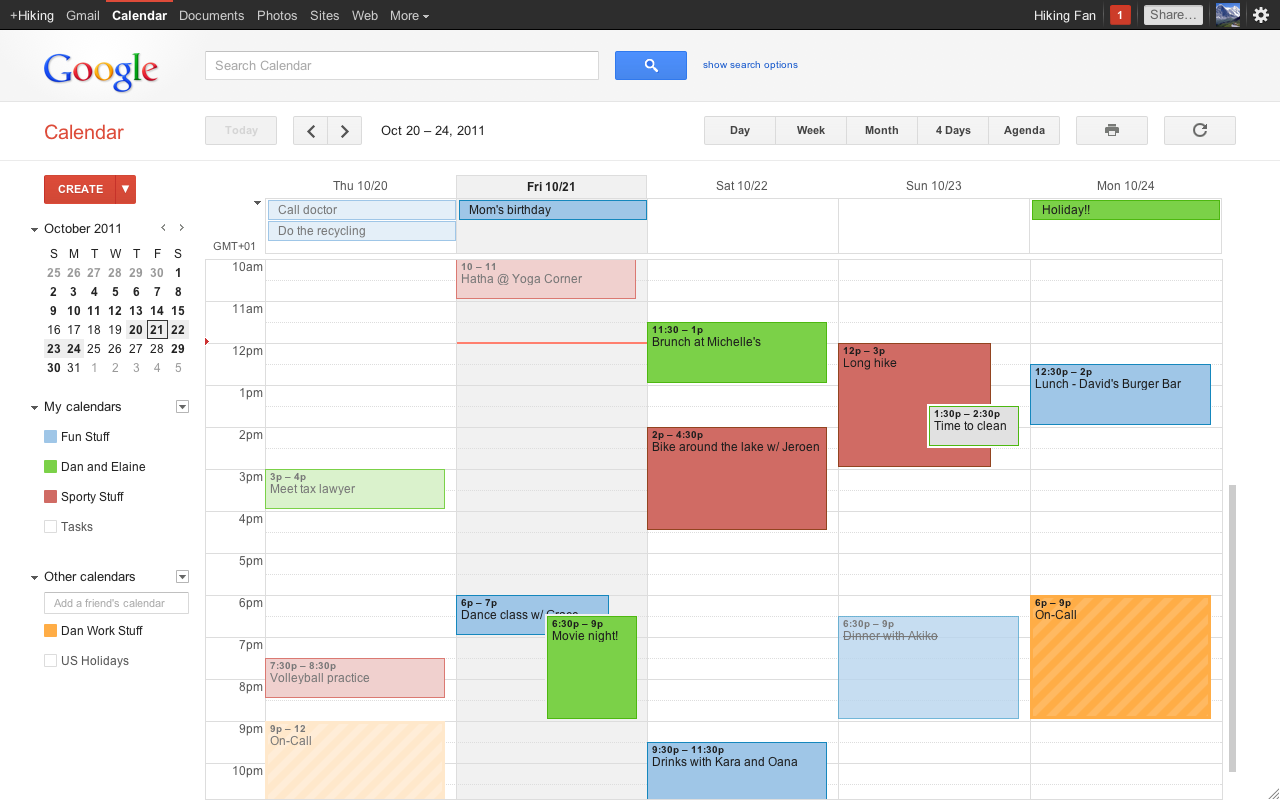 +Hiking Gmail Calendar Documents Photos Sites Web More
Hiking Fan 1 Share…
Google
Search Calendar
show search options
Calendar
Today
Oct 20 – 24, 2011
Day Week Month 4 Days Agenda
CREATE
October 2011
S M T W T F S
25 26 27 28 29 30 1
2 3 4 5 6 7 8
9 10 11 12 13 14 15
16 17 18 19 20 21 22
23 24 25 26 27 28 29
30 31 1 2 3 4 5
My calendars
Fun Stuff
Dan and Elaine
Sporty Stuff
Tasks
Other calendars
Add a friend's calendar
Dan Work Stuff
US Holidays
Thu 10/20 Fri 10/21 Sat 10/22 Sun 10/23 Mon 10/24
Call doctor Mom's birthday Holiday!!
Do the recycling
GMT+01
10am
11am
12pm
1pm
2pm
3pm
4pm
5pm
6pm
7pm
8pm
9pm
10pm
3p – 4p
Meet tax lawyer
7:30p – 8:30p
Volleyball practice
9p – 12
On-Call
10 – 11
Hatha @ Yoga Corner
6p – 7p
Dance class w/
6:30p – 9p
Movie night!
11:30 – 1p
Brunch at Michelle's
2p – 4:30p
Bike around the lake w/ Jeroen
9:30p – 11:30p
Drinks with Kara and Oana
12p – 3p
Long hike
1:30p – 2:30p
Time to clean
6:30p – 9p
Dinner with Akiko
12:30p – 2p
Lunch - David's Burger Bar
6p – 9p
On-Call